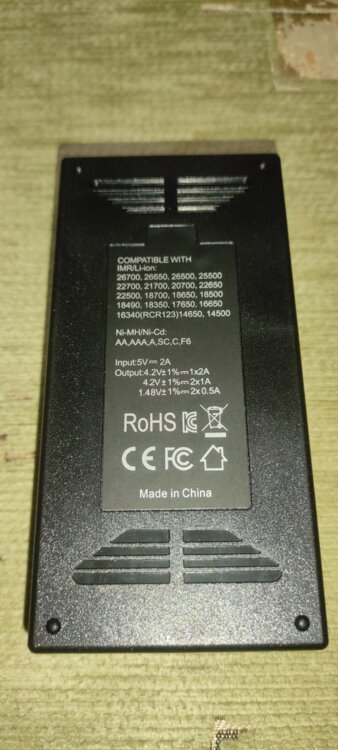 COMPATIBLE WITH
IMR/Li-ion:
26700, 26650, 26500, 25500
22700, 21700, 20700, 22650
22500, 18700, 18650, 18500
18490, 18350, 17650, 16650
16340(RCR123)14650, 14500
Ni-MH/Ni-Cd:
AA,AAA,A,SC,C,F6
Input:5V⎓2A
Output:4.2V±1%⎓1x2A
4.2V±1%⎓2x1A
1.48V±1%⎓2x0.5A
RoHS
CE FC
Made in China